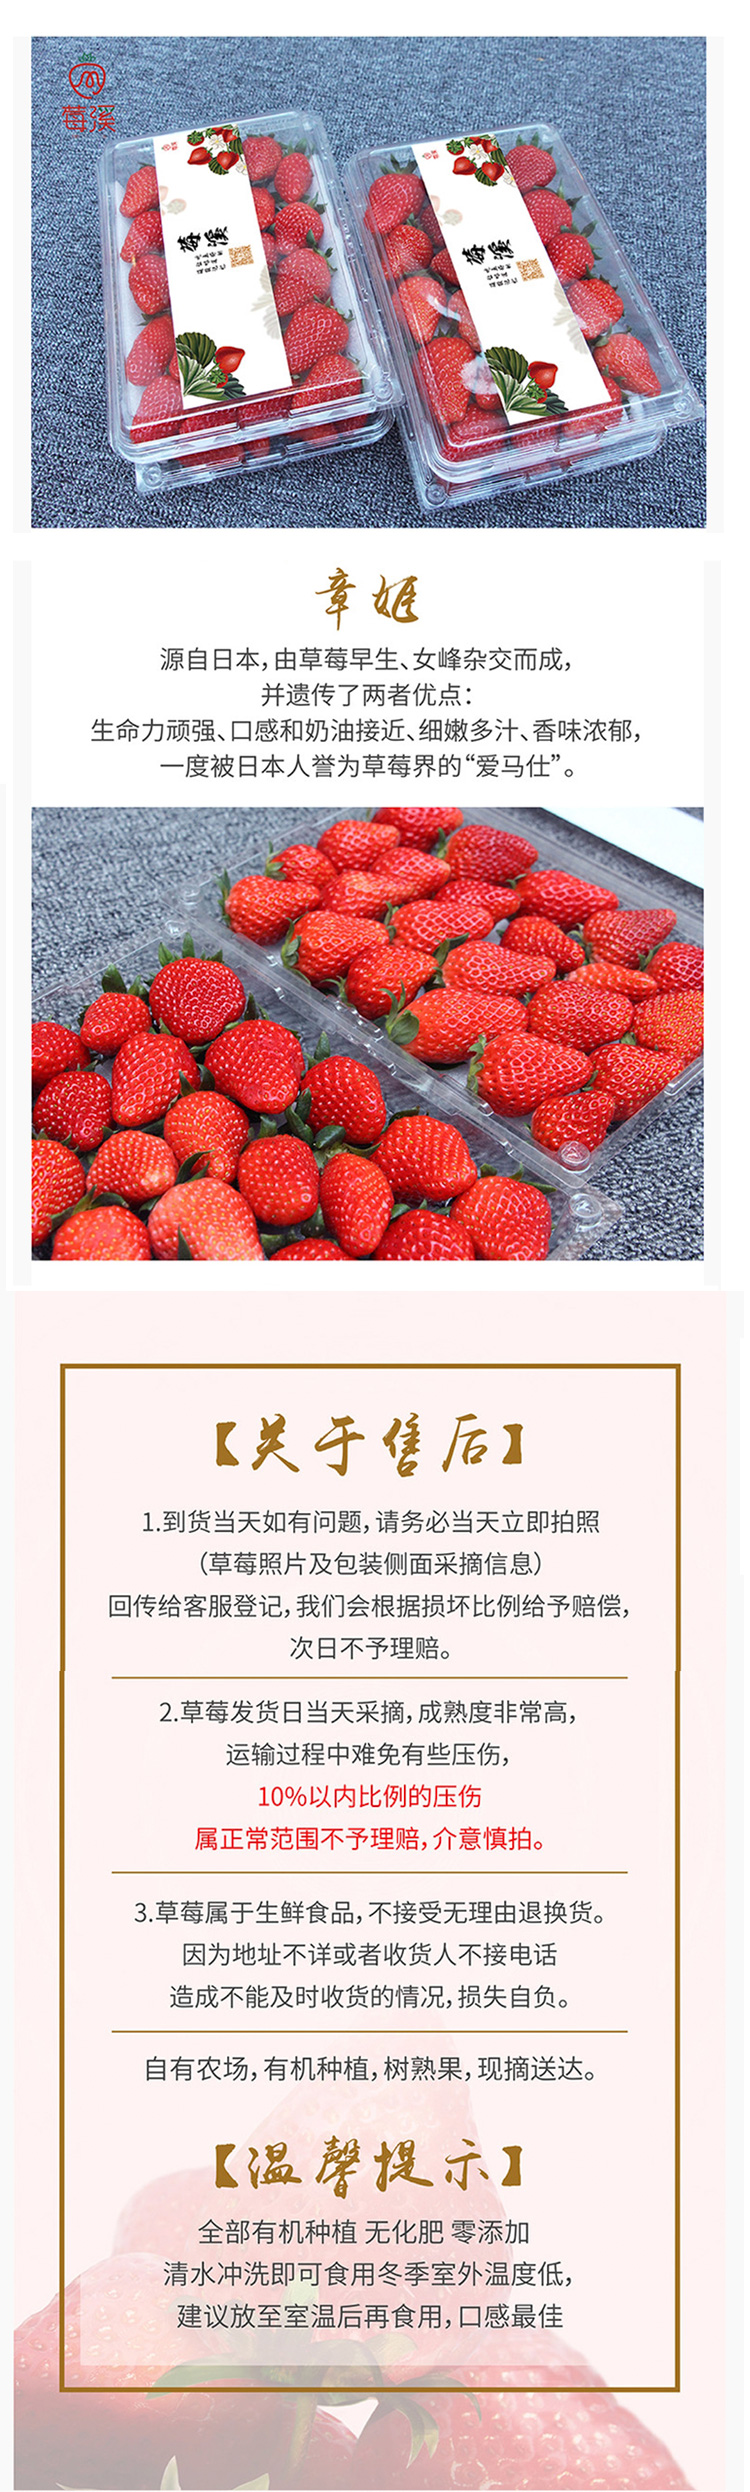 莓溪
莓溪
莓溪
章姬
源自日本，由草莓早生、女峰杂交而成，
并遗传了两者优点：
生命力顽强、口感和奶油接近、细嫩多汁、香味浓郁，
一度被日本人誉为草莓界的“爱马仕”。
【关于售后】
1.到货当天如有问题，请务必当天立即拍照
（草莓照片及包装侧面采摘信息）
回传给客服登记，我们会根据损坏比例给予赔偿，
次日不予理赔。
2.草莓发货日当天采摘，成熟度非常高，
运输过程中难免有些压伤，
10%以内比例的压伤
属正常范围不予理赔，介意慎拍。
3.草莓属于生鲜食品，不接受无理由退换货。
因为地址不详或者收货人不接电话
造成不能及时收货的情况，损失自负。
自有农场，有机种植，树熟果，现摘送达。
【温馨提示】
全部有机种植 无化肥 零添加
清水冲洗即可食用冬季室外温度低，
建议放至室温后再食用，口感最佳